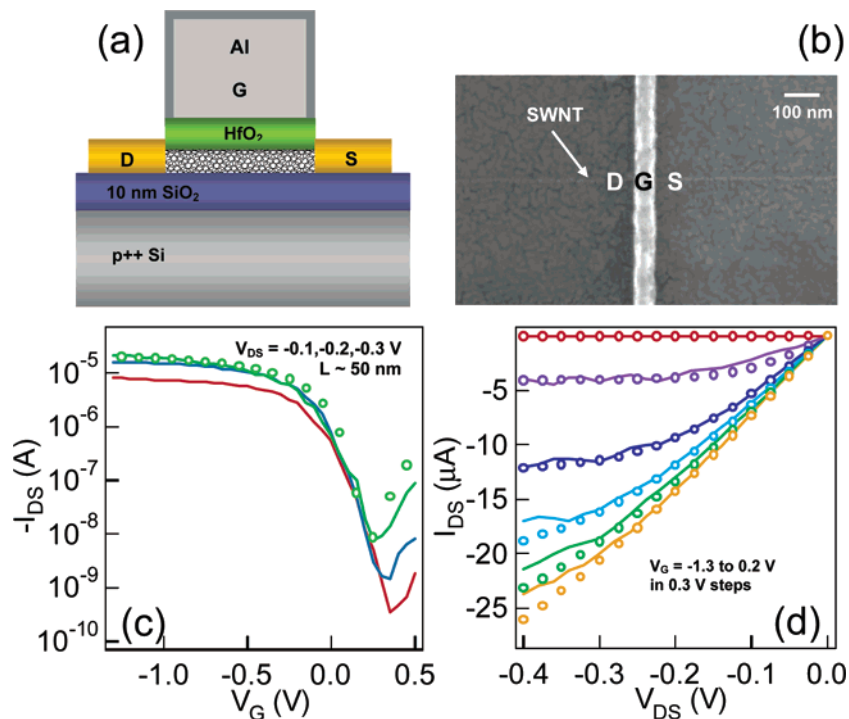 (a)
Al
G
HfO₂
D
S
10 nm SiO₂
p++ Si
(b)
100 nm
SWNT
D G S
V_DS = -0.1,-0.2,-0.3 V
L ~ 50 nm
10⁻⁵
10⁻⁶
10⁻⁷
10⁻⁸
10⁻⁹
10⁻¹⁰
-I_DS (A)
(c)
-1.0
-0.5
0.0
0.5
V_G (V)
-5
-10
-15
-20
-25
I_DS (μA)
V_G = -1.3 to 0.2 V
in 0.3 V steps
(d)
-0.4
-0.3
-0.2
-0.1
0.0
V_DS (V)